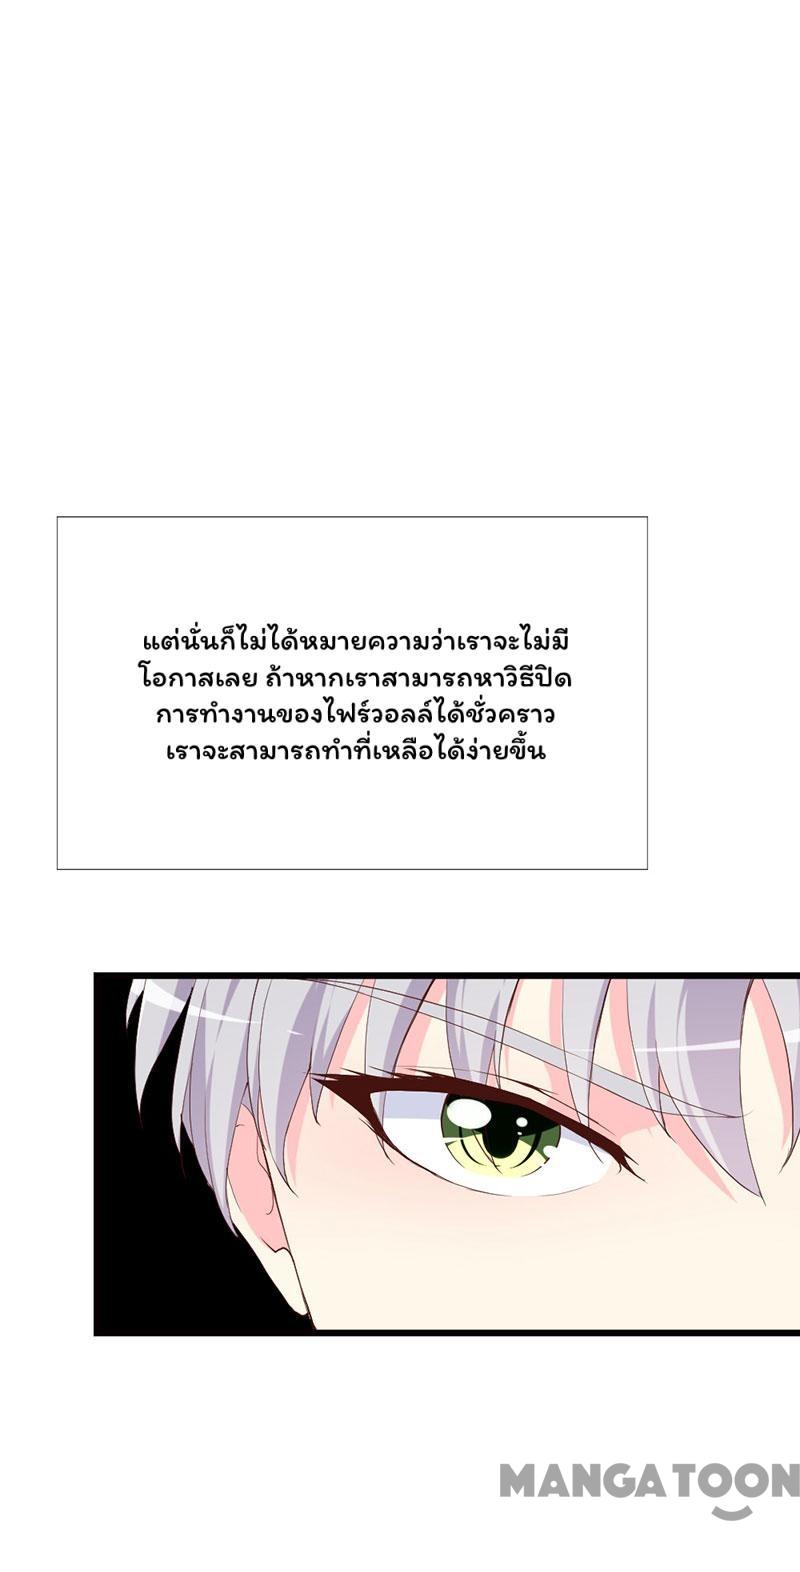 แต่นั่นก็ไม่ได้หมายความว่าเราจะไม่มี
โอกาสเลย ถ้าหากเราสามารถหาวิธีปิด
การทำงานของไฟร์วอลล์ได้ชั่วคราว
เราจะสามารถทำที่เหลือได้ง่ายขึ้น
MANGATOON